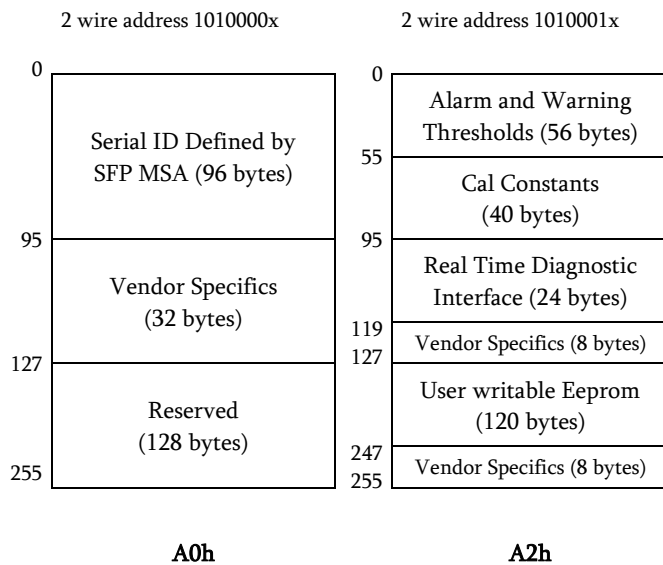 2 wire address 1010000x
0
Serial ID Defined by
SFP MSA (96 bytes)
95
Vendor Specifics
(32 bytes)
127
Reserved
(128 bytes)
255
A0h
2 wire address 1010001x
0
Alarm and Warning
Thresholds (56 bytes)
55
Cal Constants
(40 bytes)
95
Real Time Diagnostic
Interface (24 bytes)
119
Vendor Specifics (8 bytes)
127
User writable Eeprom
(120 bytes)
247
Vendor Specifics (8 bytes)
255
A2h